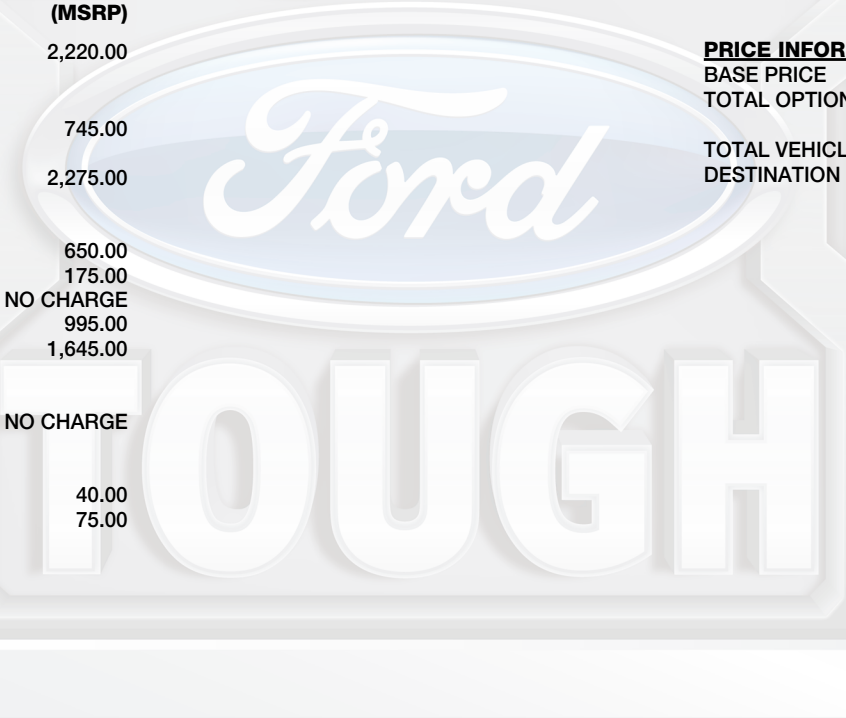 (MSRP)
2,220.00
745.00
2,275.00
650.00
175.00
NO CHARGE
995.00
1,645.00
NO CHARGE
40.00
75.00
PRICE INFOR
BASE PRICE
TOTAL OPTION
TOTAL VEHICL
DESTINATION
Ford
TOUGH